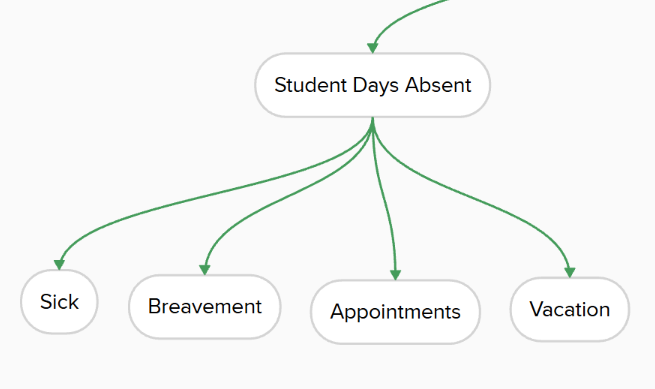 Student Days Absent
Sick
Breavement
Appointments
Vacation